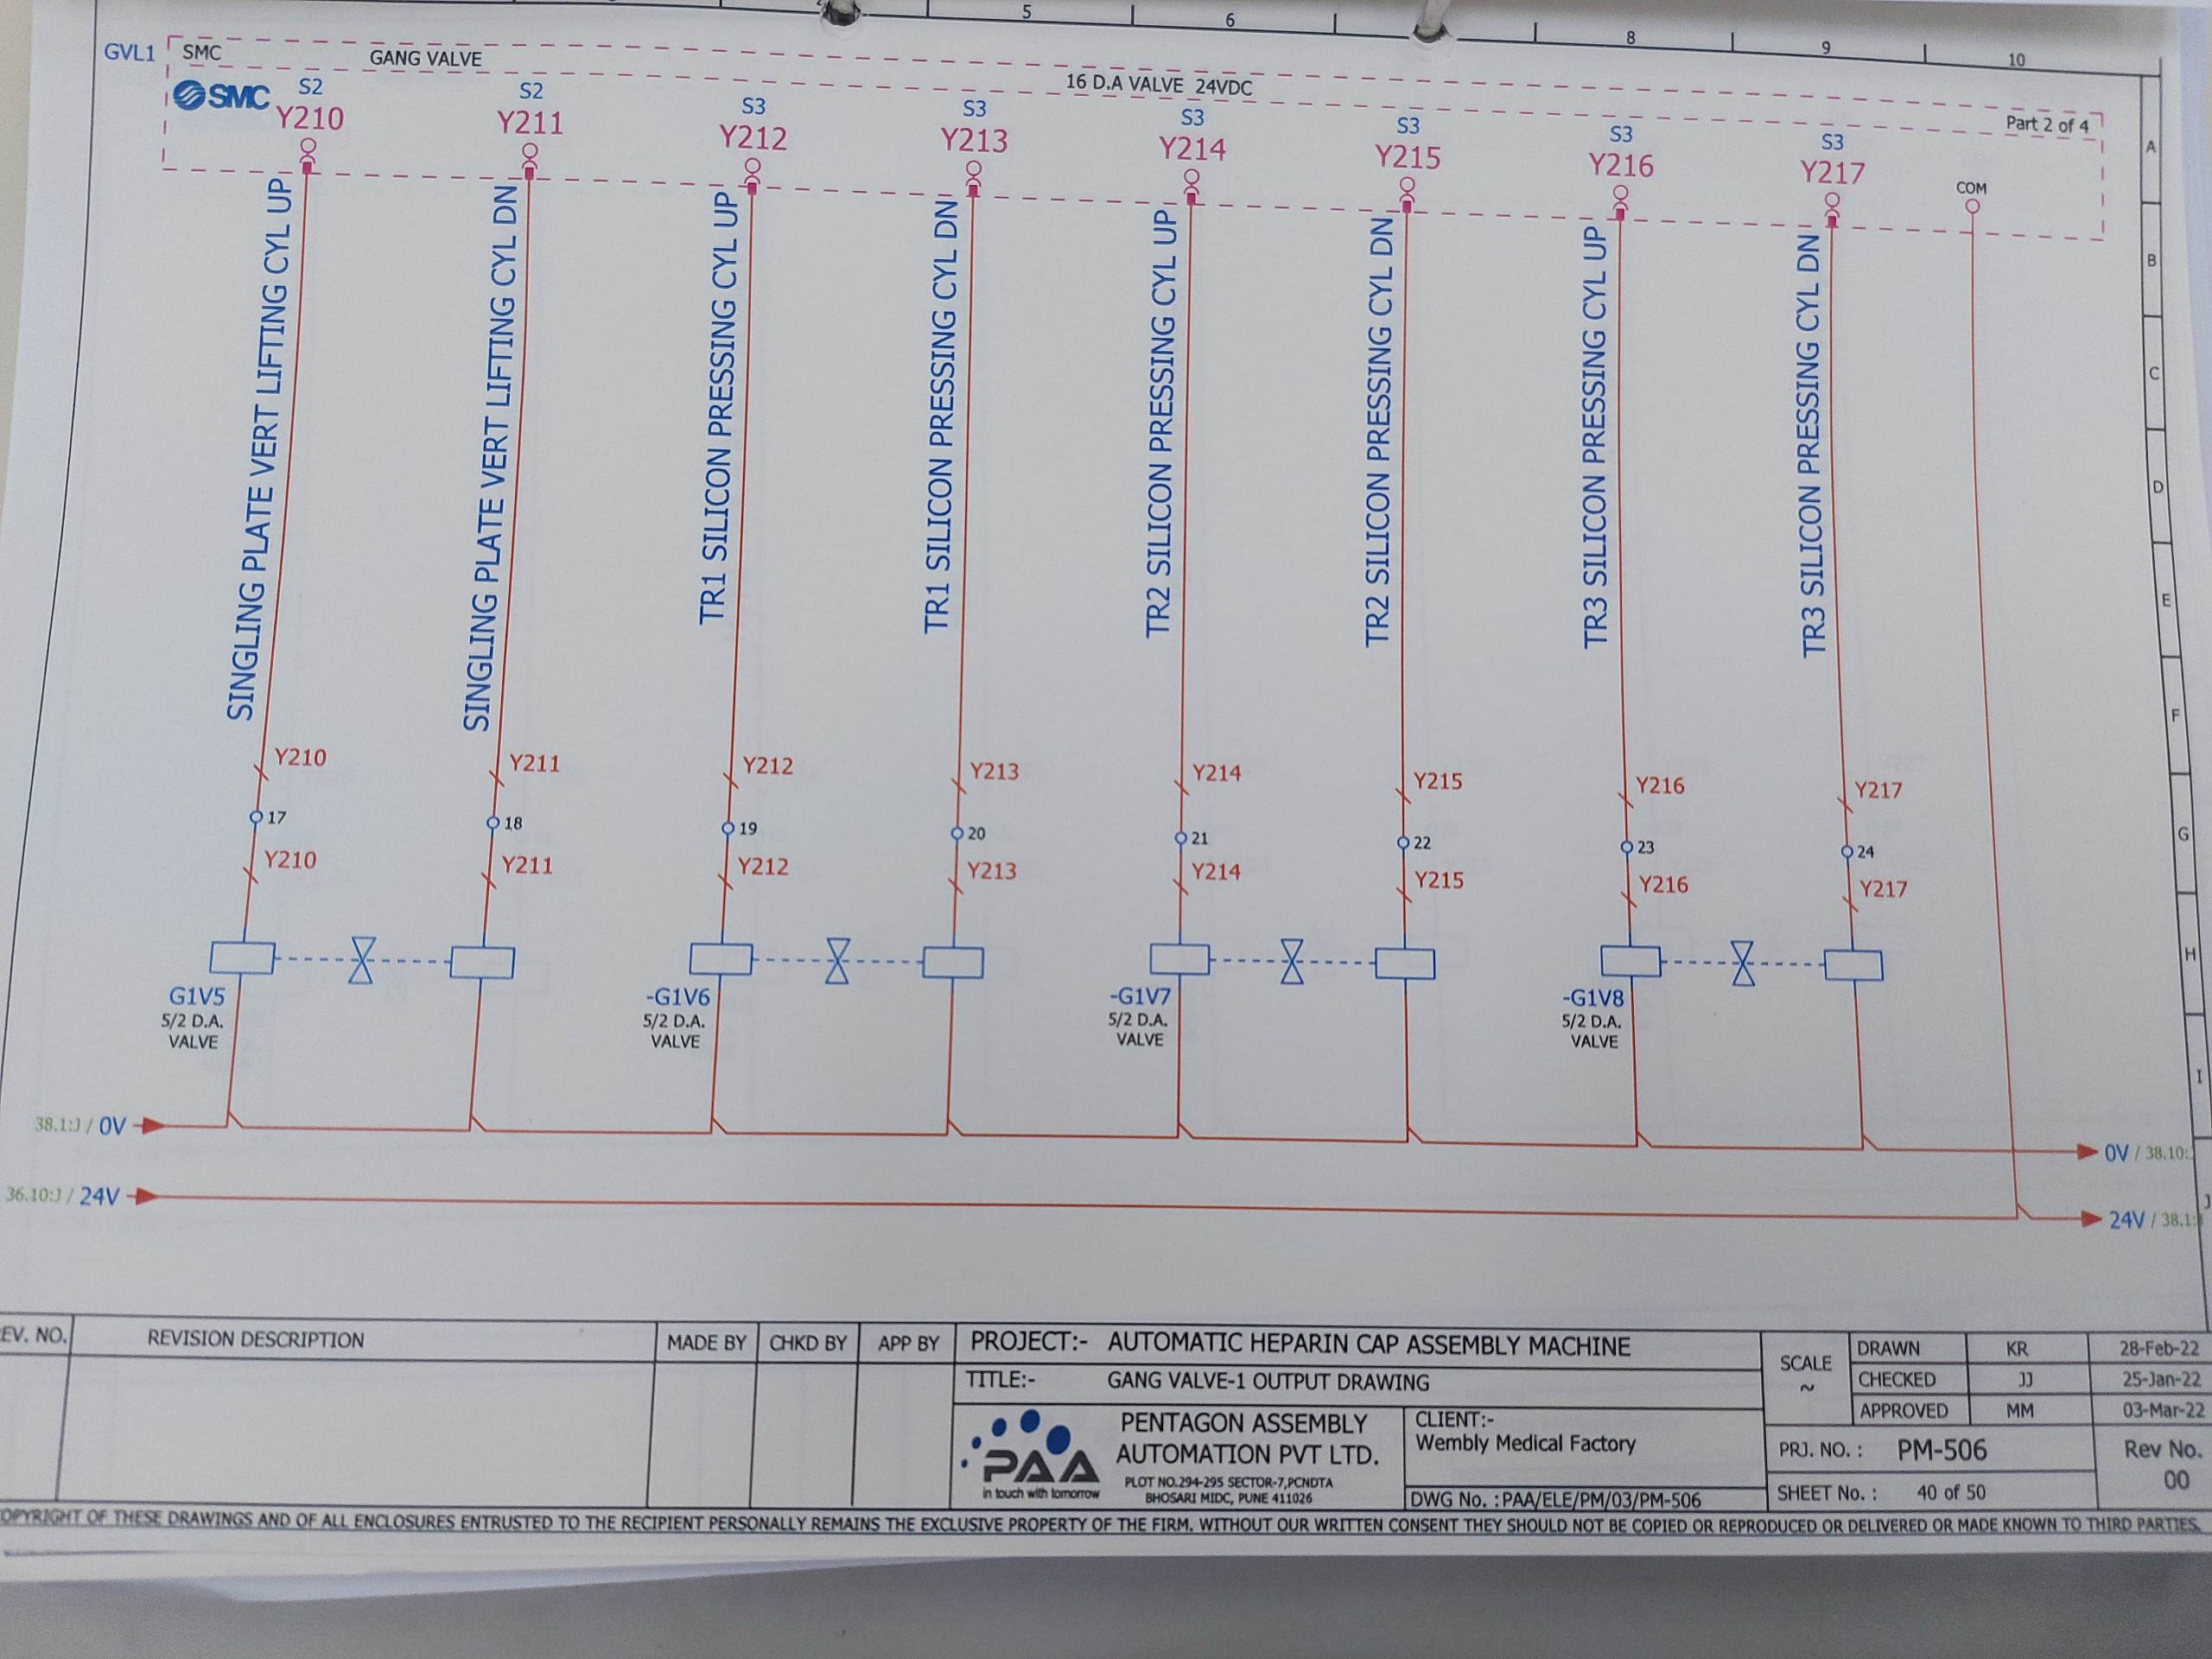 5
6
8
9
10
GVL1
SMC
GANG VALVE
16 D.A VALVE 24VDC
Part 2 of 4
SMC
S2
S2
S3
S3
S3
S3
S3
S3
Y210
Y211
Y212
Y213
Y214
Y215
Y216
Y217
COM
SINGLING PLATE VERT LIFTING CYL UP
SINGLING PLATE VERT LIFTING CYL DN
TR1 SILICON PRESSING CYL UP
TR1 SILICON PRESSING CYL DN
TR2 SILICON PRESSING CYL UP
TR2 SILICON PRESSING CYL DN
TR3 SILICON PRESSING CYL UP
TR3 SILICON PRESSING CYL DN
A
B
C
D
E
F
G
H
I
J
Y210
Y211
Y212
Y213
Y214
Y215
Y216
Y217
17
18
19
20
21
22
23
24
Y210
Y211
Y212
Y213
Y214
Y215
Y216
Y217
G1V5
5/2 D.A.
VALVE
-G1V6
5/2 D.A.
VALVE
-G1V7
5/2 D.A.
VALVE
-G1V8
5/2 D.A.
VALVE
38.1:J / 0V
0V / 38.10:
36.10:J / 24V
24V / 38.1:
EV. NO.
REVISION DESCRIPTION
MADE BY
CHKD BY
APP BY
PROJECT:- AUTOMATIC HEPARIN CAP ASSEMBLY MACHINE
TITLE:- GANG VALVE-1 OUTPUT DRAWING
PAA
in touch with tomorrow
PENTAGON ASSEMBLY
AUTOMATION PVT LTD.
PLOT NO.294-295 SECTOR-7,PCNDTA
BHOSARI MIDC, PUNE 411026
CLIENT:-
Wembly Medical Factory
DWG No. :PAA/ELE/PM/03/PM-506
SCALE
~
DRAWN KR 28-Feb-22
CHECKED JJ 25-Jan-22
APPROVED MM 03-Mar-22
PRJ. NO. : PM-506
SHEET No. : 40 of 50
Rev No.
00
OPYRIGHT OF THESE DRAWINGS AND OF ALL ENCLOSURES ENTRUSTED TO THE RECIPIENT PERSONALLY REMAINS THE EXCLUSIVE PROPERTY OF THE FIRM. WITHOUT OUR WRITTEN CONSENT THEY SHOULD NOT BE COPIED OR REPRODUCED OR DELIVERED OR MADE KNOWN TO THIRD PARTIES.